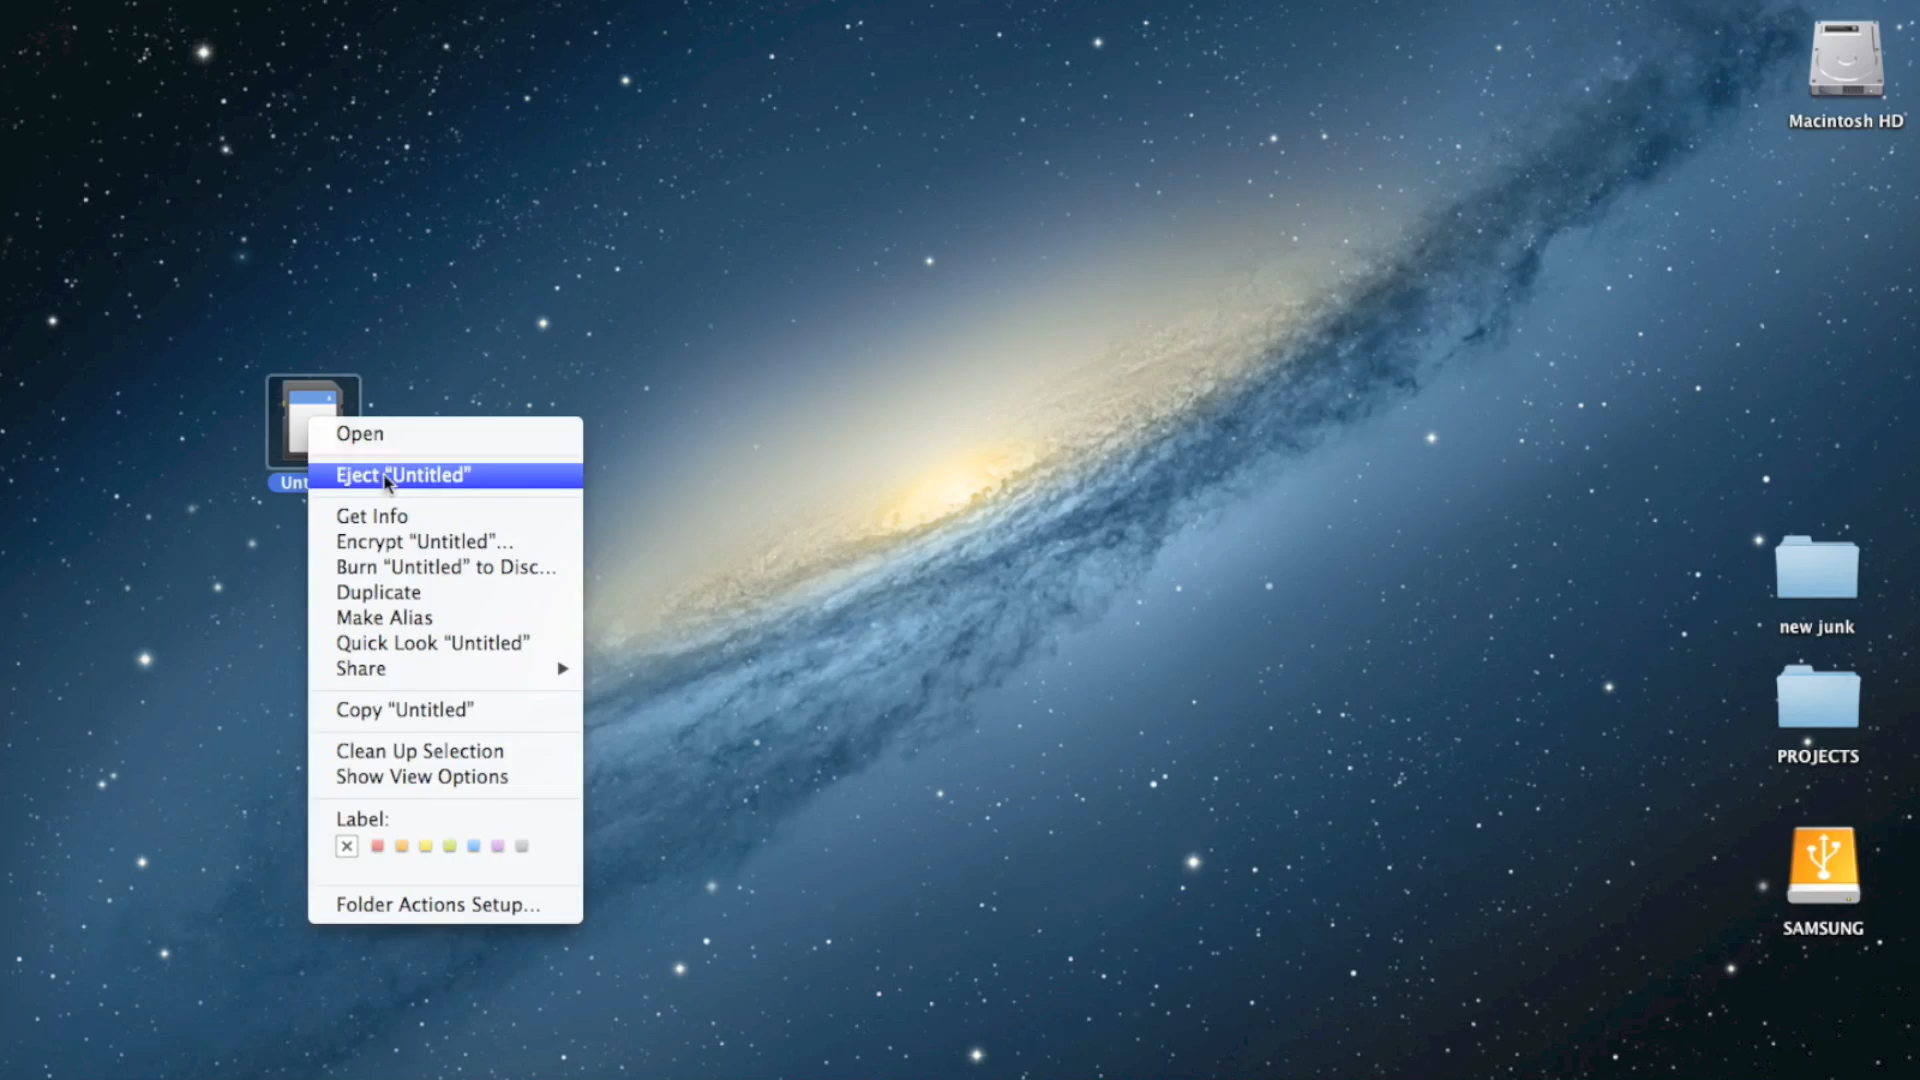 Macintosh HD
Unt
Open
Eject “Untitled”
Get Info
Encrypt “Untitled”...
Burn “Untitled” to Disc...
Duplicate
Make Alias
Quick Look “Untitled”
Share
Copy “Untitled”
Clean Up Selection
Show View Options
Label:
Folder Actions Setup...
new junk
PROJECTS
SAMSUNG